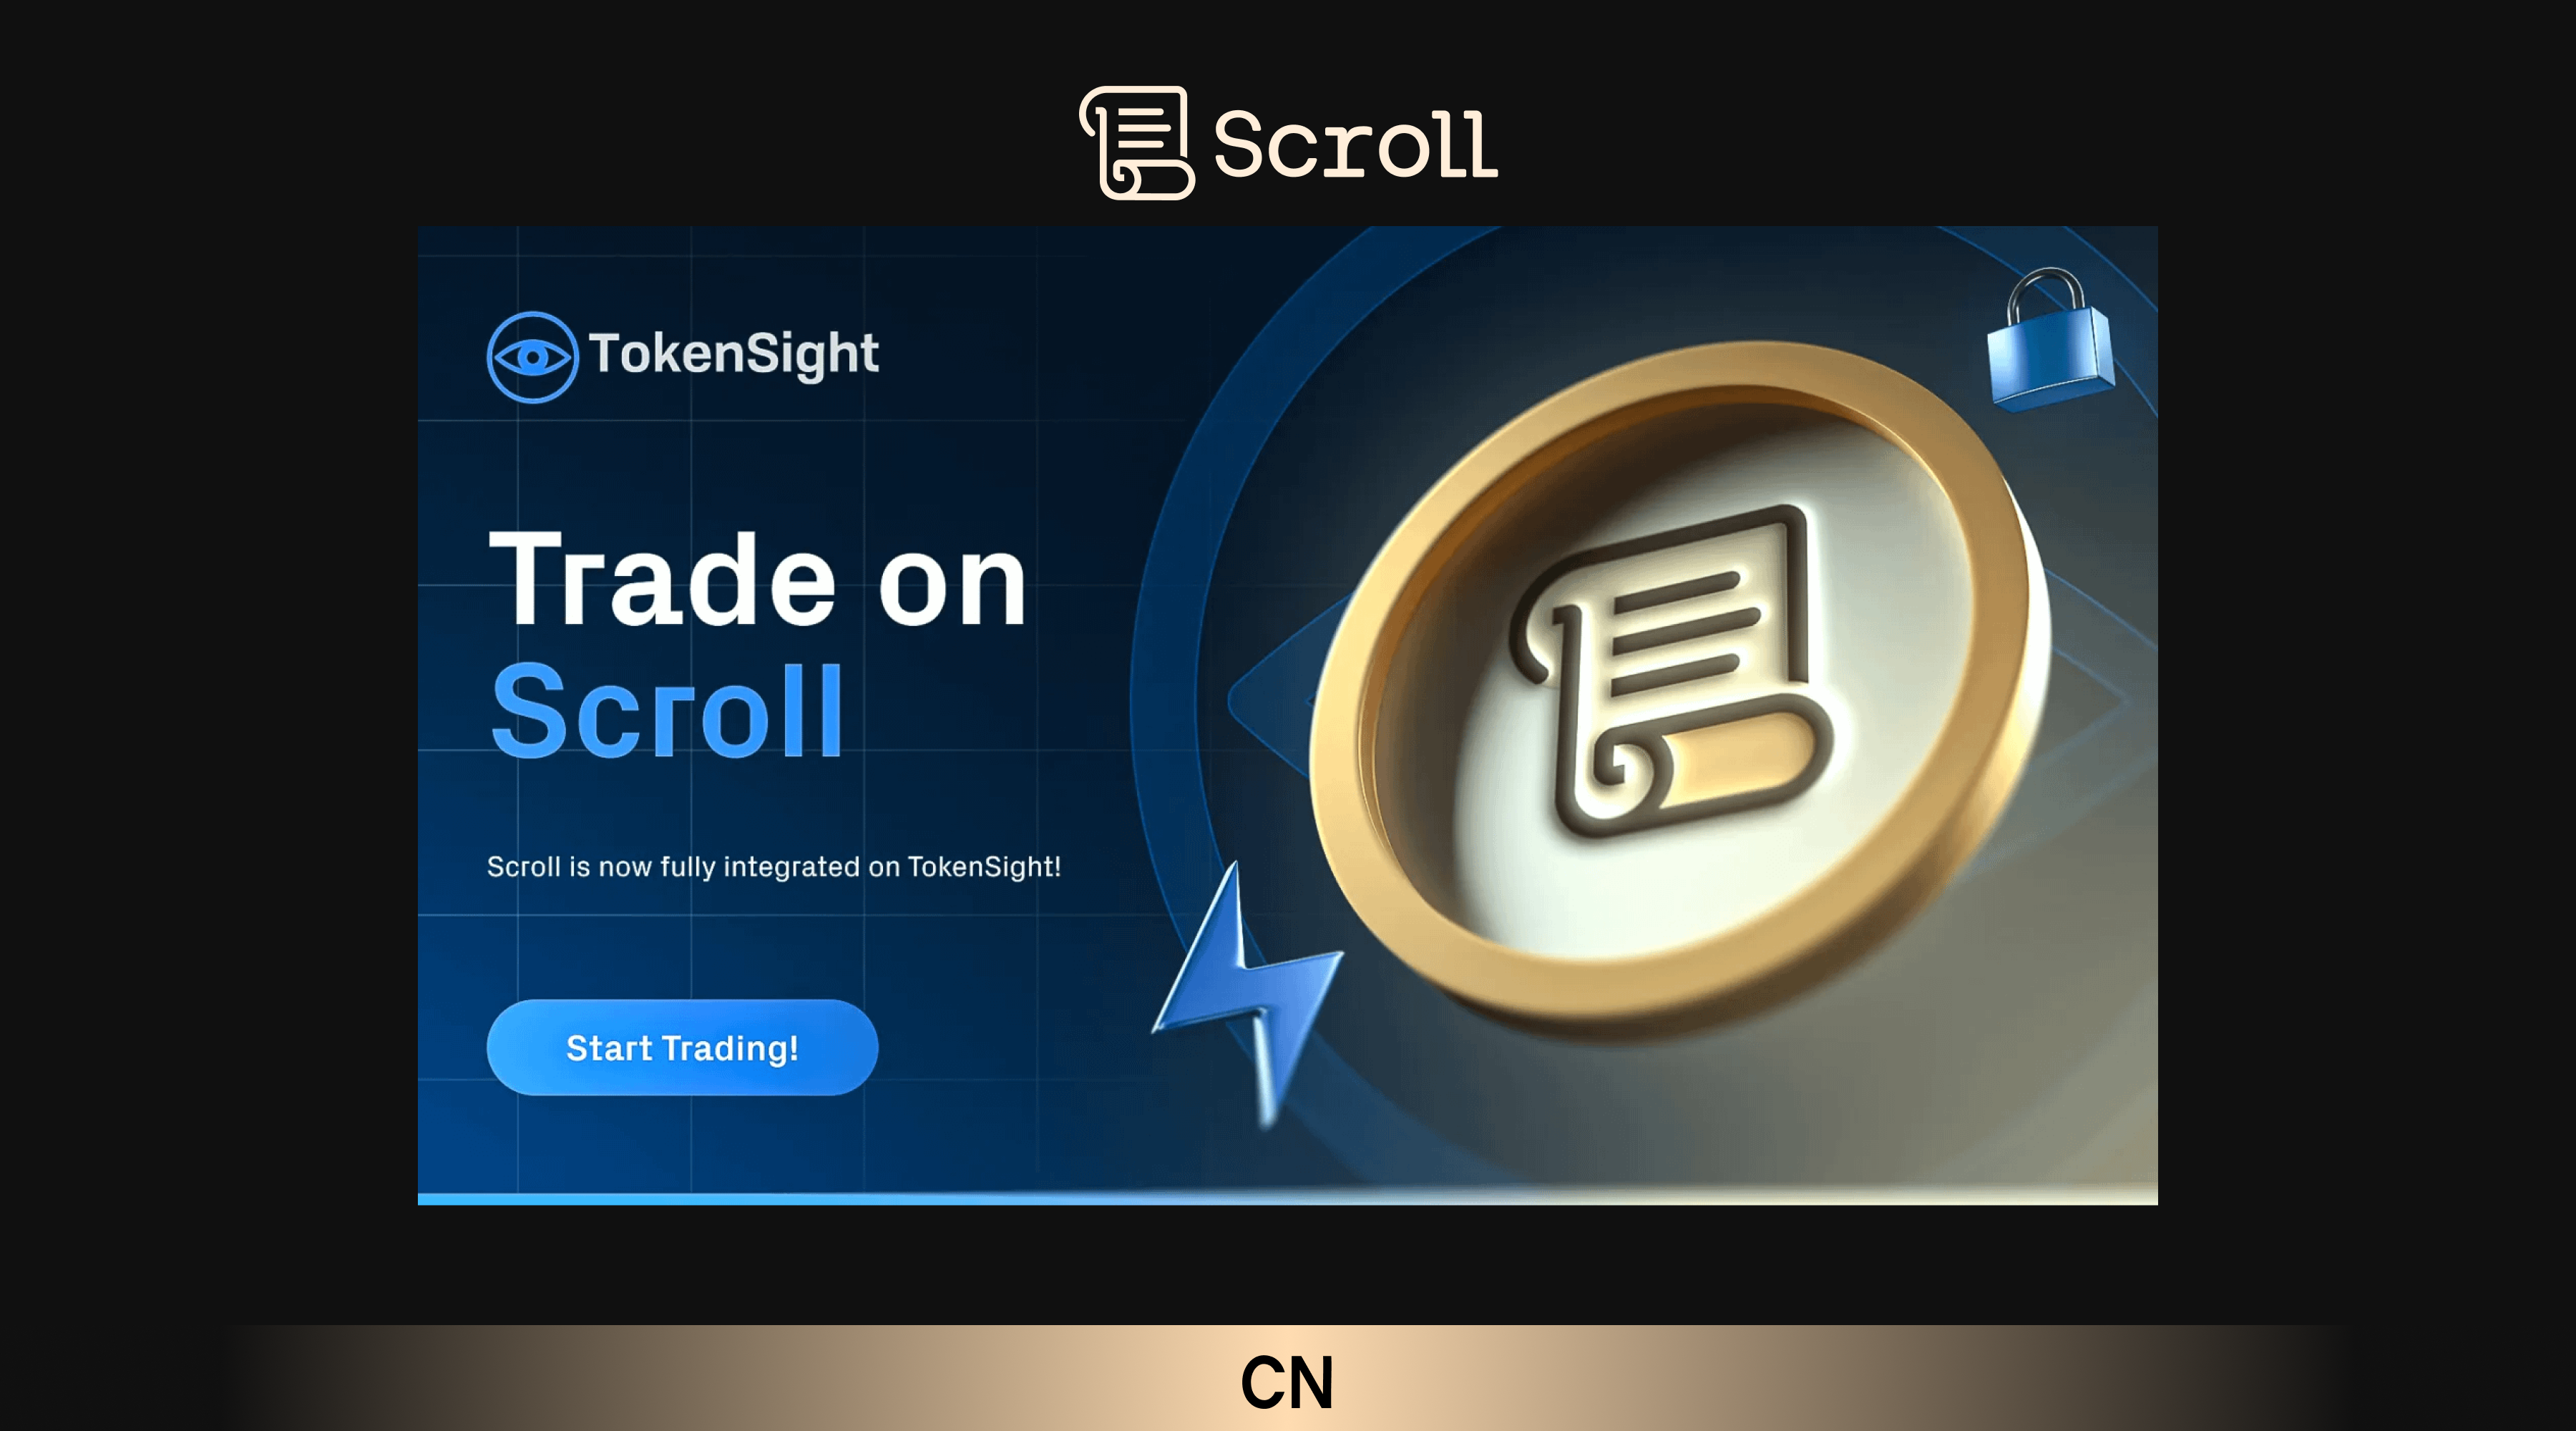 Scroll
TokenSight
Trade on
Scroll
Scroll is now fully integrated on TokenSight!
Start Trading!
CN